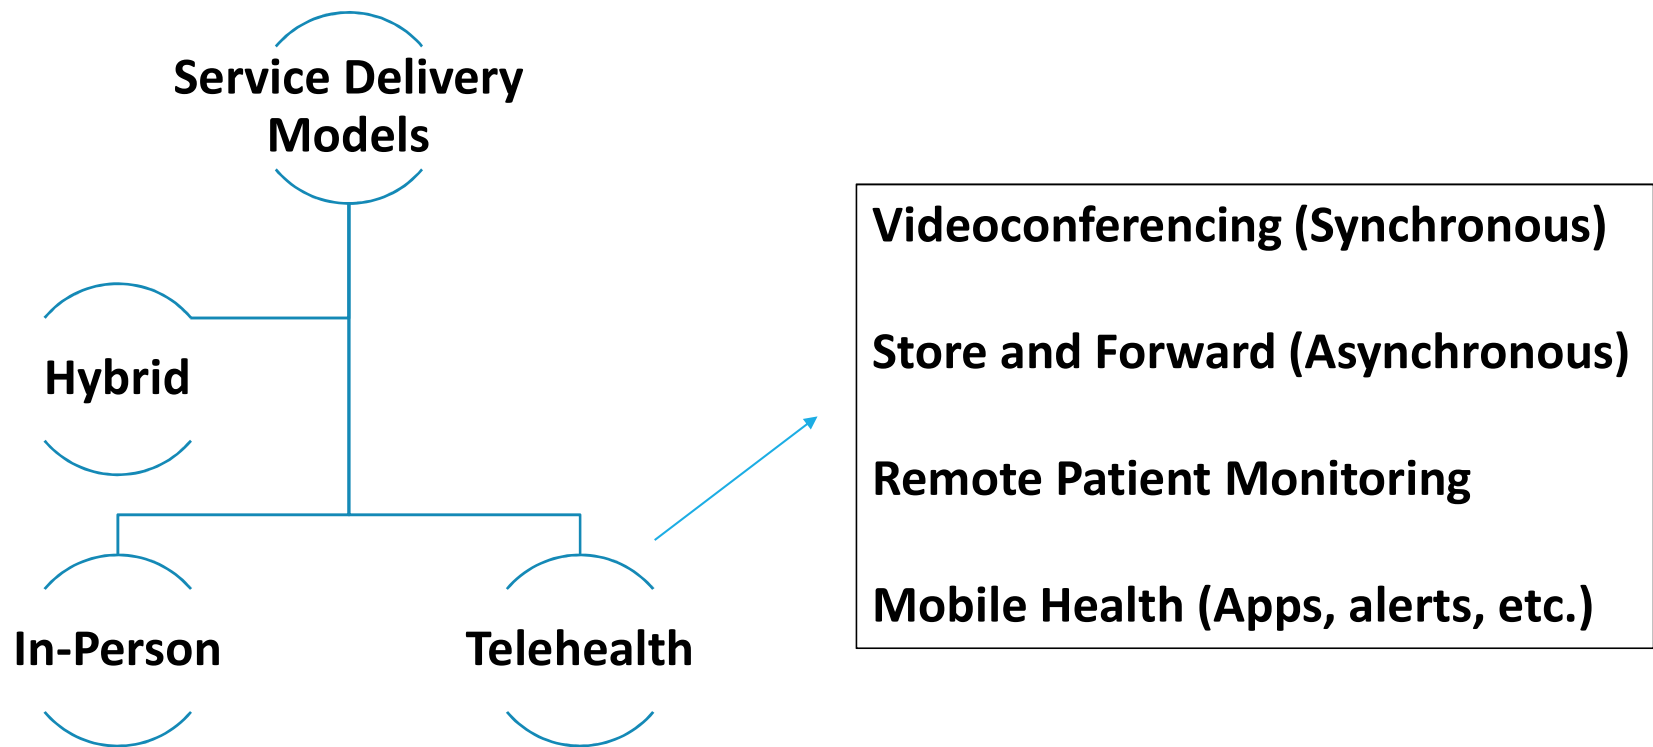 Service Delivery
Models
Hybrid
In-Person
Telehealth
Videoconferencing (Synchronous)
Store and Forward (Asynchronous)
Remote Patient Monitoring
Mobile Health (Apps, alerts, etc.)